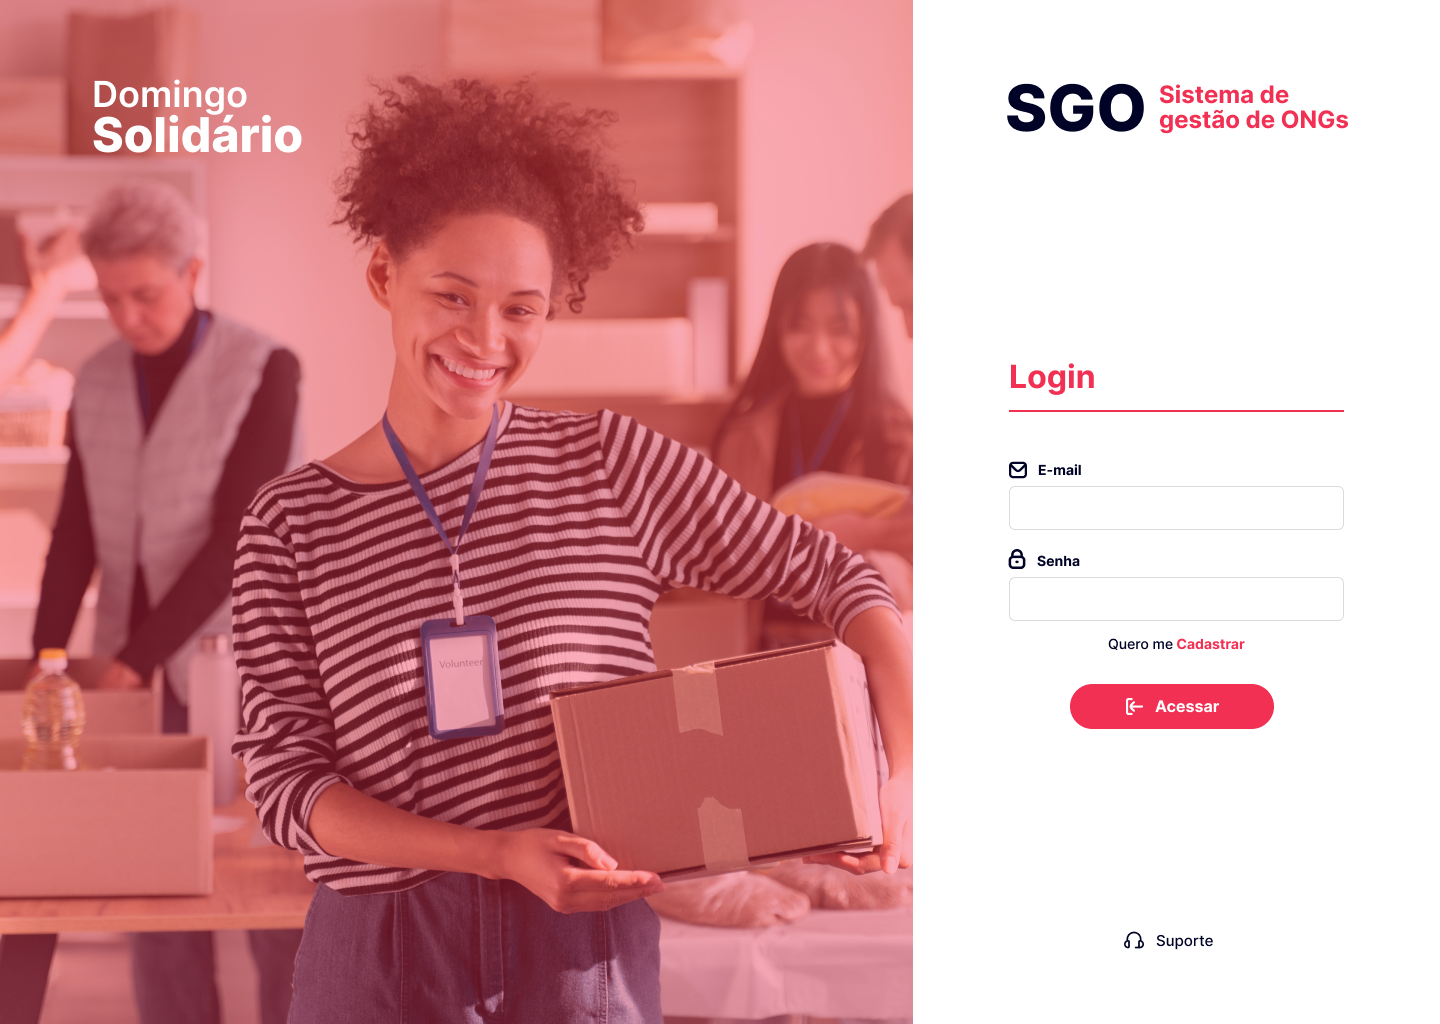 Domingo
Solidário
Volunteer
SGO
Sistema de
gestão de ONGs
Login
E-mail
Senha
Quero me Cadastrar
Acessar
Suporte